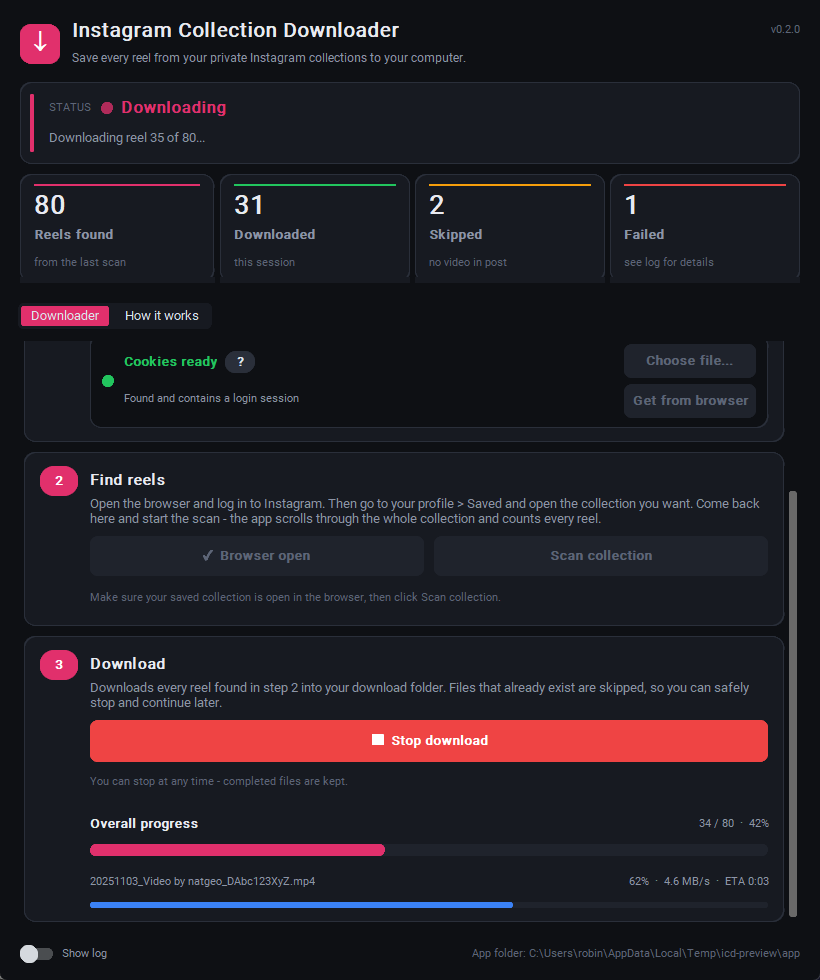 Instagram Collection Downloader
v0.2.0
Save every reel from your private Instagram collections to your computer.
STATUS Downloading
Downloading reel 35 of 80...
80
Reels found
from the last scan
31
Downloaded
this session
2
Skipped
no video in post
1
Failed
see log for details
Downloader How it works
Cookies ready ?
Found and contains a login session
Choose file...
Get from browser
2 Find reels
Open the browser and log in to Instagram. Then go to your profile > Saved and open the collection you want. Come back
here and start the scan - the app scrolls through the whole collection and counts every reel.
✓ Browser open Scan collection
Make sure your saved collection is open in the browser, then click Scan collection.
3 Download
Downloads every reel found in step 2 into your download folder. Files that already exist are skipped, so you can safely
stop and continue later.
Stop download
You can stop at any time - completed files are kept.
Overall progress 34 / 80 · 42%
20251103_Video by natgeo_DAbc123XyZ.mp4 62% · 4.6 MB/s · ETA 0:03
Show log App folder: C:\Users\robin\AppData\Local\Temp\icd-preview\app